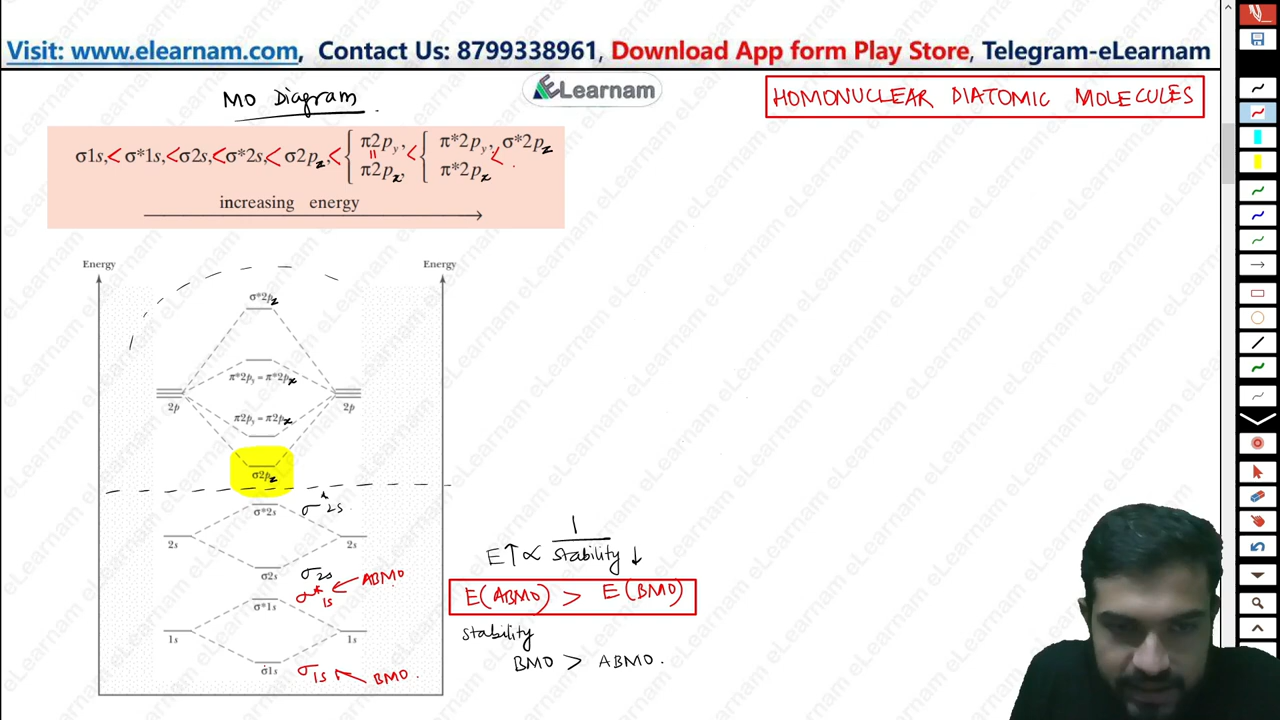 Visit: www.elearnam.com, Contact Us: 8799338961, Download App form Play Store, Telegram-eLearnam
MO Diagram
ELearnam
HOMONUCLEAR DIATOMIC MOLECULES
σ1s, < σ*1s, < σ2s, < σ*2s, < σ2pz, < { π2py, = π2px, < { π*2py, π*2px < σ*2pz
increasing energy
Energy
Energy
σ*2pz
π*2py = π*2px
2p
2p
π2py = π2px
σ2pz
σ*2s
σ*2s
2s
2s
σ2s
σ2s
σ*1s ← ABMO
σ*1s
1s
1s
σ1s
σ1s ← BMO
E↑ ∝ 1/stability ↓
E(ABMO) > E(BMO)
stability
BMO > ABMO.
eLearnam